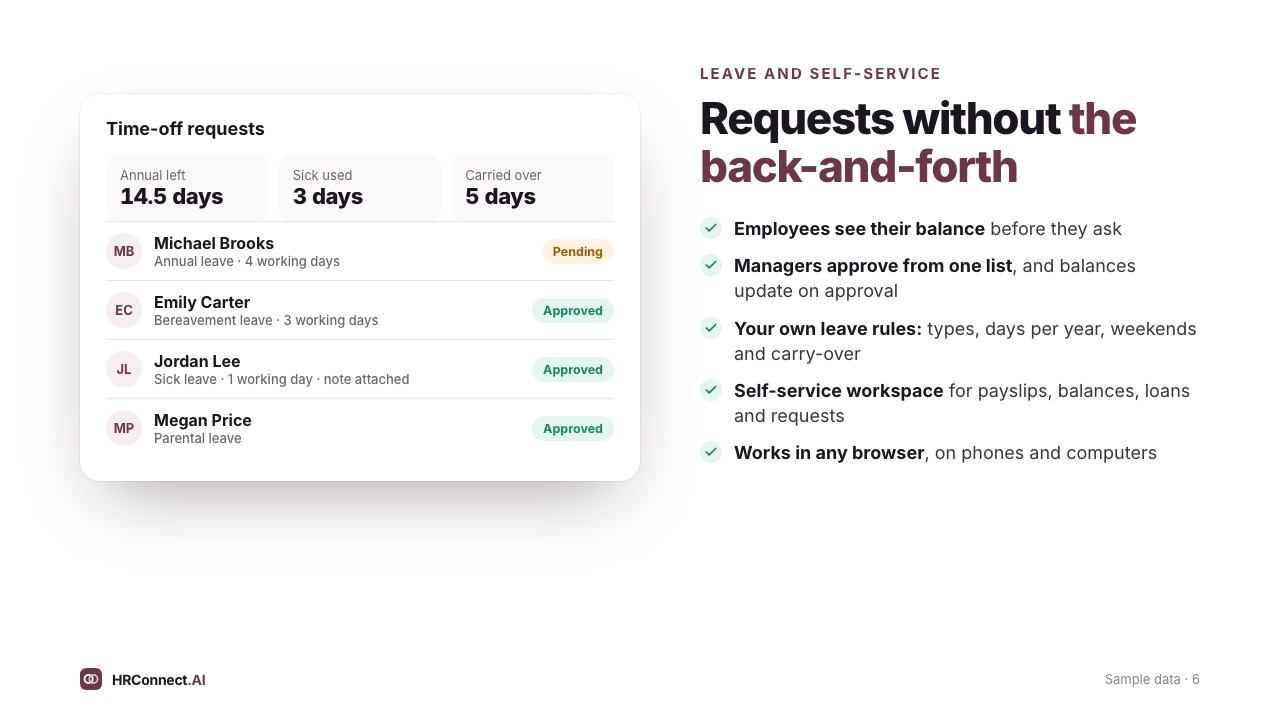 Time-off requests
Annual left
14.5 days
Sick used
3 days
Carried over
5 days
MB
Michael Brooks
Annual leave · 4 working days
Pending
EC
Emily Carter
Bereavement leave · 3 working days
Approved
JL
Jordan Lee
Sick leave · 1 working day · note attached
Approved
MP
Megan Price
Parental leave
Approved
LEAVE AND SELF-SERVICE
Requests without the
back-and-forth
Employees see their balance before they ask
Managers approve from one list, and balances
update on approval
Your own leave rules: types, days per year, weekends
and carry-over
Self-service workspace for payslips, balances, loans
and requests
Works in any browser, on phones and computers
HRConnect.AI
Sample data · 6